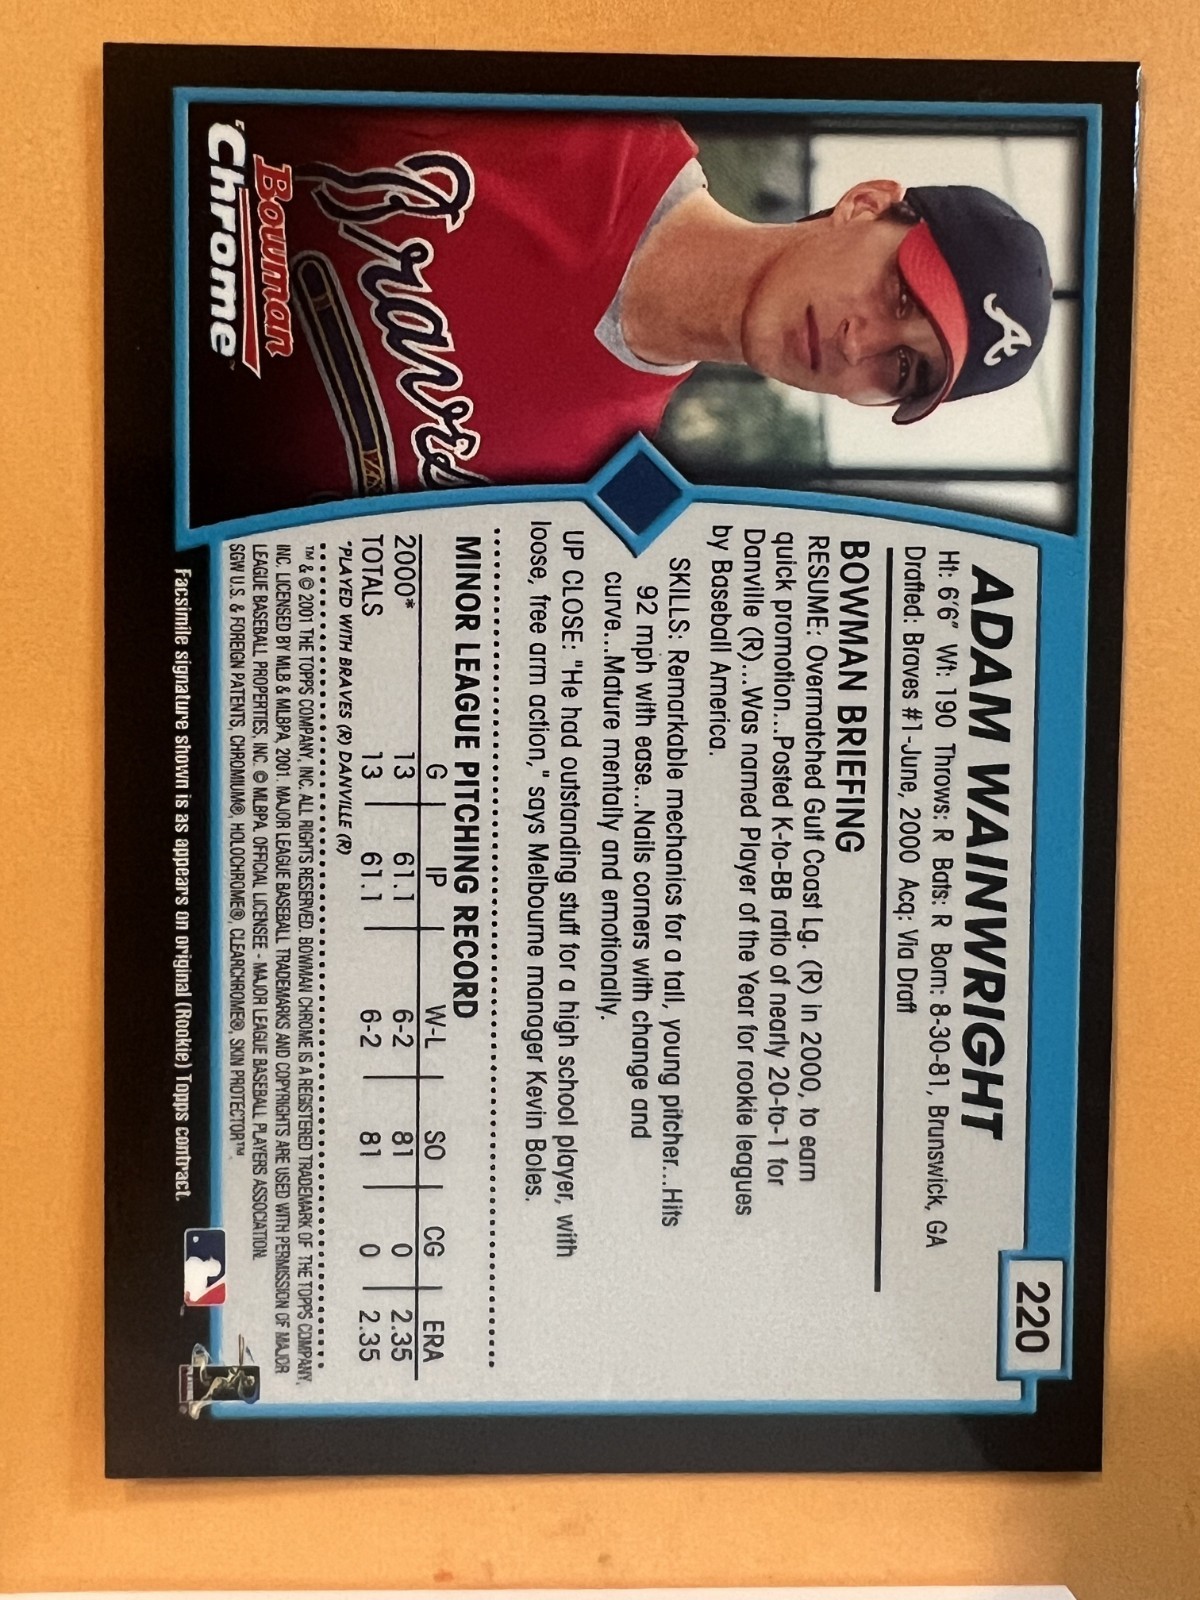 220
ADAM WAINWRIGHT
Ht: 6'6" Wt: 190 Throws: R Bats: R Born: 8-30-81, Brunswick, GA
Drafted: Braves #1-June, 2000 Acq: Via Draft
BOWMAN BRIEFING
RESUME: Overmatched Gulf Coast Lg. (R) in 2000, to earn
quick promotion...Posted K-to-BB ratio of nearly 20-to-1 for
Danville (R)...Was named Player of the Year for rookie leagues
by Baseball America.
SKILLS: Remarkable mechanics for a tall, young pitcher...Hits
92 mph with ease...Nails corners with change and
curve...Mature mentally and emotionally.
UP CLOSE: "He had outstanding stuff for a high school player, with
loose, free arm action," says Melbourne manager Kevin Boles.
MINOR LEAGUE PITCHING RECORD
G IP W-L SO CG ERA
2000* 13 61.1 6-2 81 0 2.35
TOTALS 13 61.1 6-2 81 0 2.35
*PLAYED WITH BRAVES (R) DANVILLE (R)
™ & © 2001 THE TOPPS COMPANY, INC. ALL RIGHTS RESERVED. BOWMAN CHROME IS A REGISTERED TRADEMARK OF THE TOPPS COMPANY,
INC. LICENSED BY MLB & MLBPA, 2001. MAJOR LEAGUE BASEBALL TRADEMARKS AND COPYRIGHTS ARE USED WITH PERMISSION OF MAJOR
LEAGUE BASEBALL PROPERTIES, INC. © MLBPA. OFFICIAL LICENSEE - MAJOR LEAGUE BASEBALL PLAYERS ASSOCIATION.
SGW U.S. & FOREIGN PATENTS, CHROMIUM®, HOLOCHROME®, CLEARCHROME®, SKIN PROTECTOR™.
Facsimile signature shown is as appears on original (Rookie) Topps contract.
A
Braves
Bowman
Chrome™